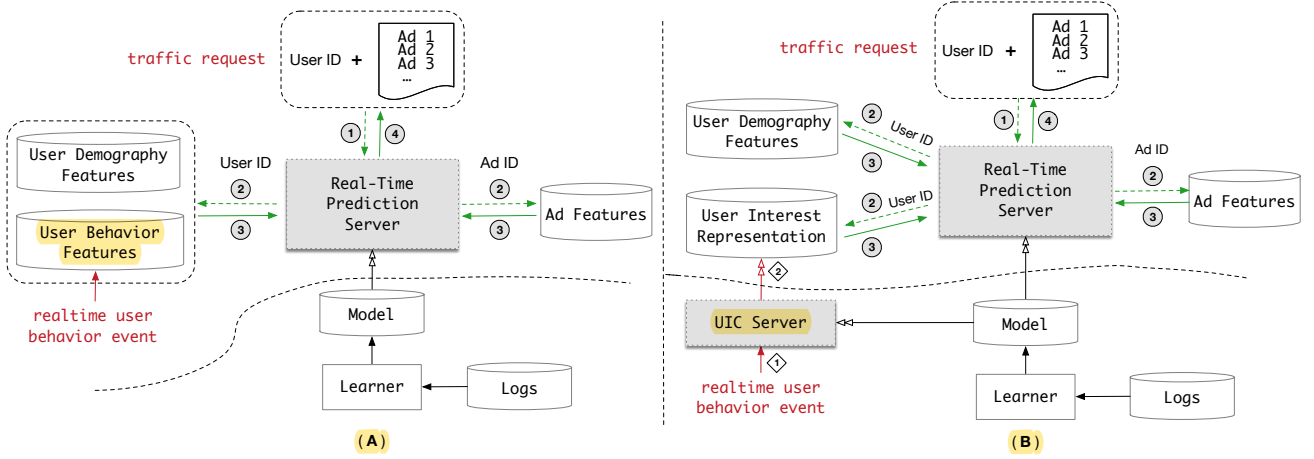 traffic request
User ID +
Ad 1
Ad 2
Ad 3
…
1
4
User Demography
Features
User ID
2
3
User Behavior
Features
Real-Time
Prediction
Server
Ad ID
2
3
Ad Features
realtime user
behavior event
Model
Learner
Logs
(A)
traffic request
User ID +
Ad 1
Ad 2
Ad 3
…
1
4
User Demography
Features
2
User ID
3
User Interest
Representation
2
User ID
3
Real-Time
Prediction
Server
Ad ID
2
3
Ad Features
2
UIC Server
1
realtime user
behavior event
Model
Learner
Logs
(B)